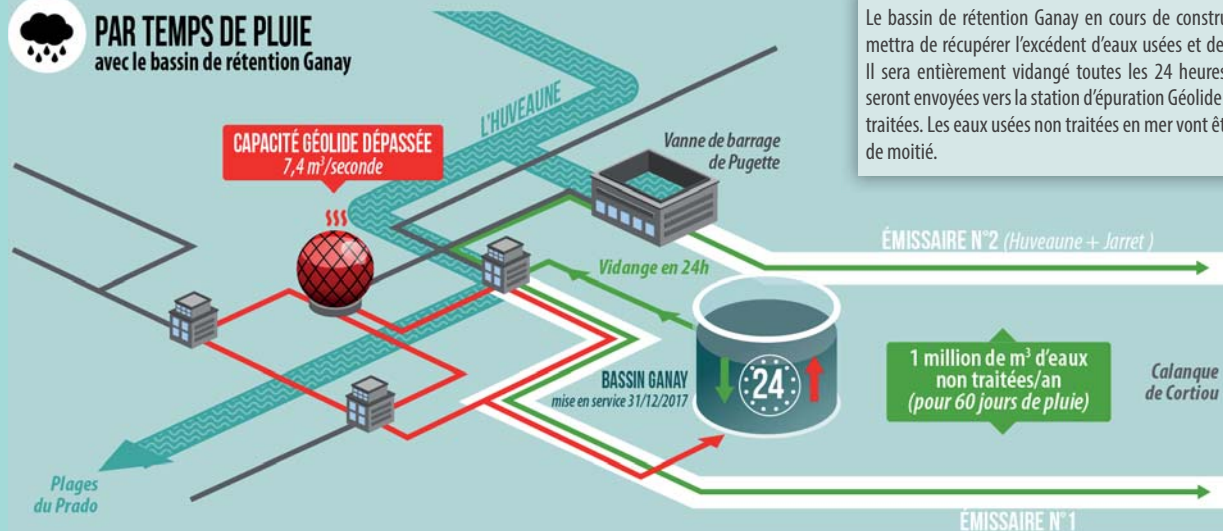 PAR TEMPS DE PLUIE
avec le bassin de rétention Ganay
Le bassin de rétention Ganay en cours de constru
mettra de récupérer l'excédent d'eaux usées et de
Il sera entièrement vidangé toutes les 24 heures
seront envoyées vers la station d'épuration Géolide
traitées. Les eaux usées non traitées en mer vont êt
de moitié.
L'HUVEAUNE
CAPACITÉ GÉOLIDE DÉPASSÉE
7,4 m³/seconde
Vanne de barrage
de Pugette
ÉMISSAIRE N°2 (Huveaune + Jarret )
Vidange en 24h
BASSIN GANAY
mise en service 31/12/2017
24
1 million de m³ d'eaux
non traitées/an
(pour 60 jours de pluie)
Calanque
de Cortiou
Plages
du Prado
ÉMISSAIRE N°1